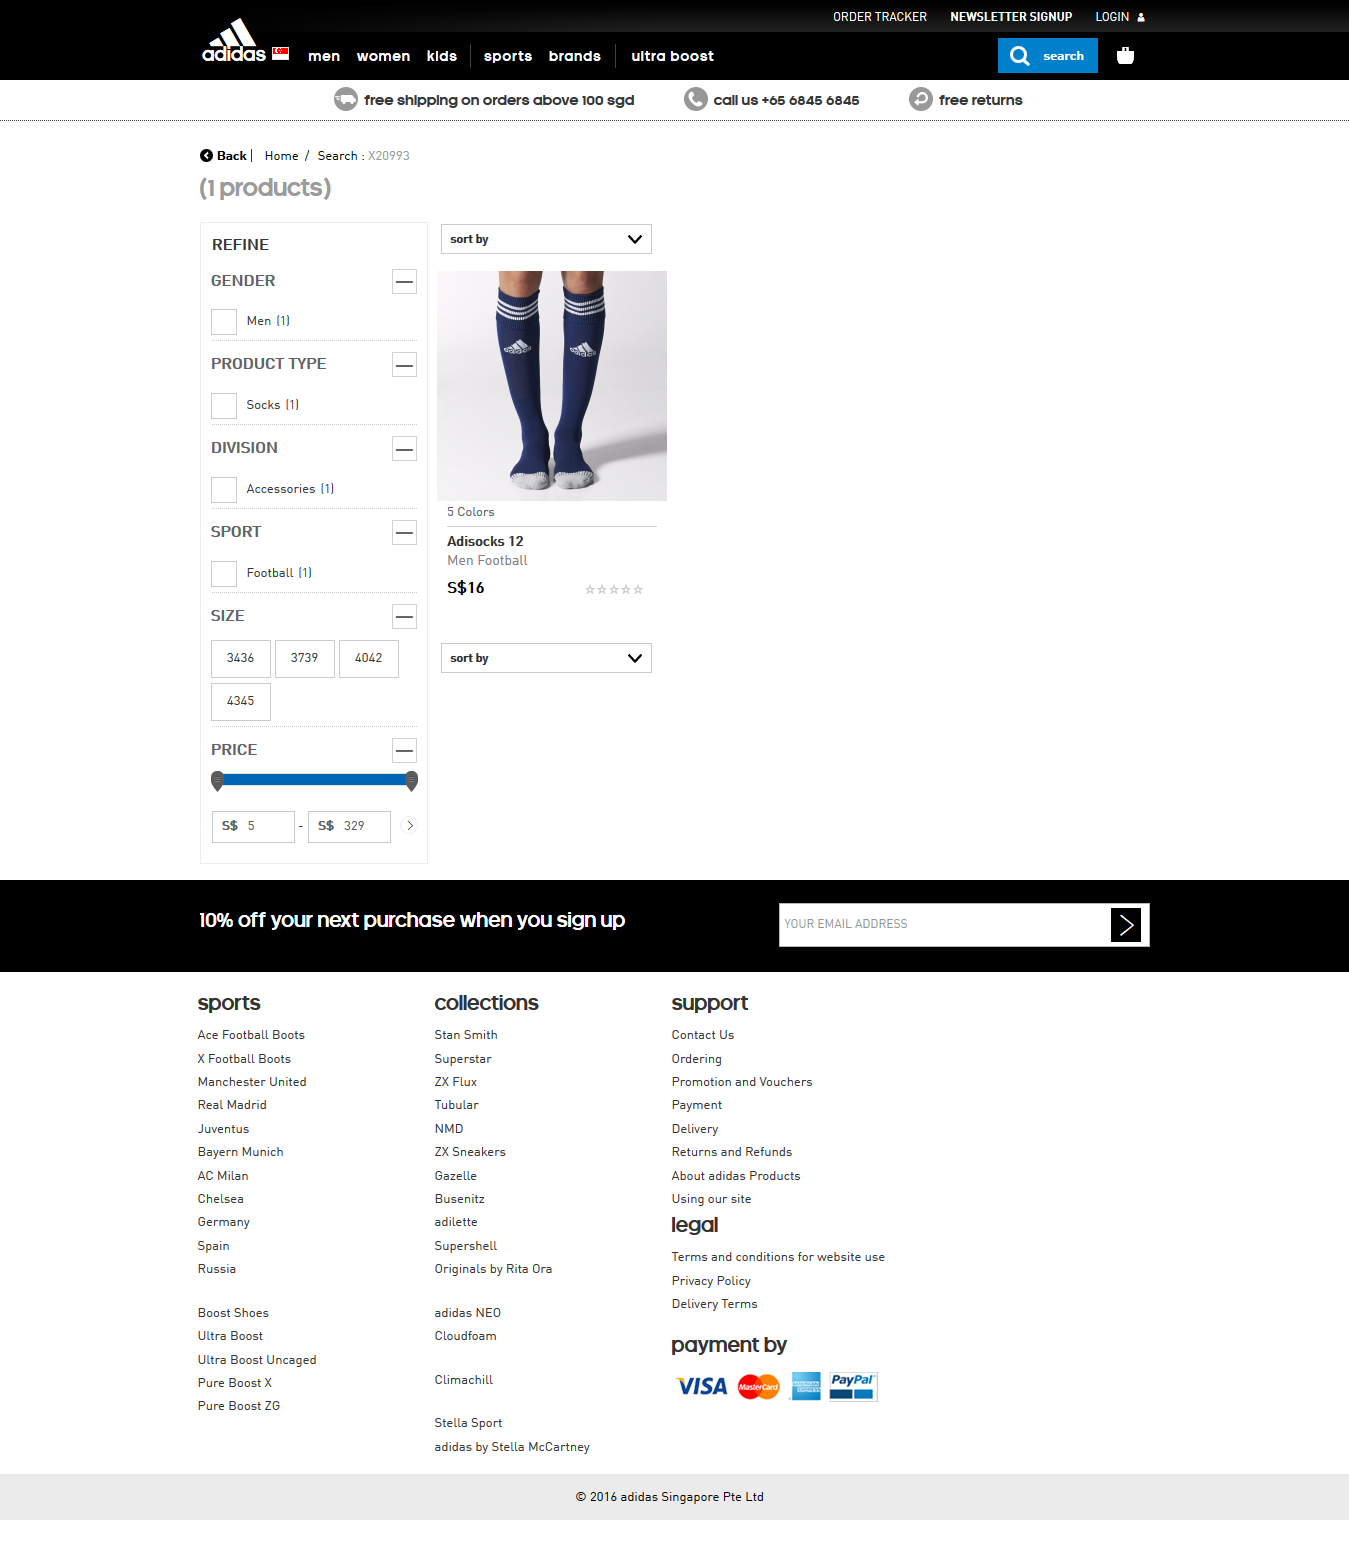 ORDER TRACKER NEWSLETTER SIGNUP LOGIN
adidas men women kids sports brands ultra boost search
free shipping on orders above 100 sgd call us +65 6845 6845 free returns
Back | Home / Search : X20993
(1 products)
REFINE
GENDER
Men (1)
PRODUCT TYPE
Socks (1)
DIVISION
Accessories (1)
SPORT
Football (1)
SIZE
3436 3739 4042
4345
PRICE
S$ 5 - S$ 329
sort by
adidas adidas
5 Colors
Adisocks 12
Men Football
S$16
sort by
10% off your next purchase when you sign up
YOUR EMAIL ADDRESS
sports
Ace Football Boots
X Football Boots
Manchester United
Real Madrid
Juventus
Bayern Munich
AC Milan
Chelsea
Germany
Spain
Russia
Boost Shoes
Ultra Boost
Ultra Boost Uncaged
Pure Boost X
Pure Boost ZG
collections
Stan Smith
Superstar
ZX Flux
Tubular
NMD
ZX Sneakers
Gazelle
Busenitz
adilette
Supershell
Originals by Rita Ora
adidas NEO
Cloudfoam
Climachill
Stella Sport
adidas by Stella McCartney
support
Contact Us
Ordering
Promotion and Vouchers
Payment
Delivery
Returns and Refunds
About adidas Products
Using our site
legal
Terms and conditions for website use
Privacy Policy
Delivery Terms
payment by
VISA MasterCard AMERICAN EXPRESS PayPal
© 2016 adidas Singapore Pte Ltd